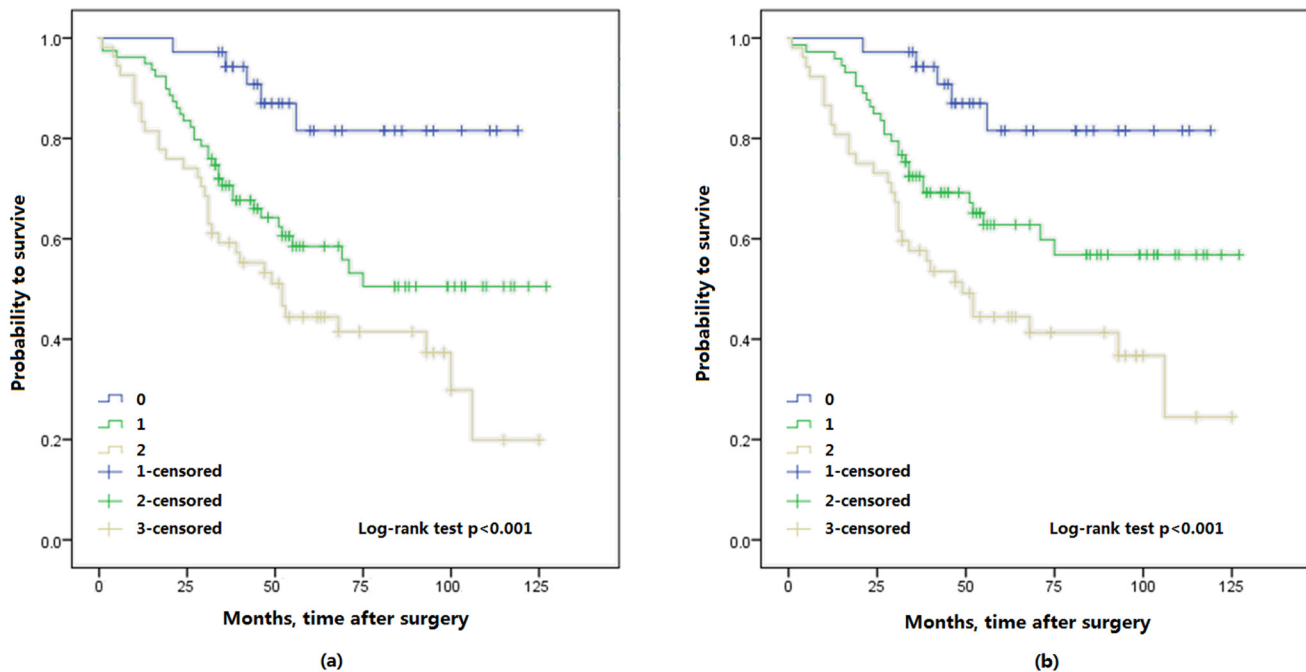 1.0
0.8
Probability to survive
0.6
0.4
0
1
0.2
2
1-censored
2-censored
3-censored
Log-rank test p<0.001
0.0
0 25 50 75 100 125
Months, time after surgery
(a)
1.0
0.8
Probability to survive
0.6
0.4
0
1
0.2
2
1-censored
2-censored
3-censored
Log-rank test p<0.001
0.0
0 25 50 75 100 125
Months, time after surgery
(b)